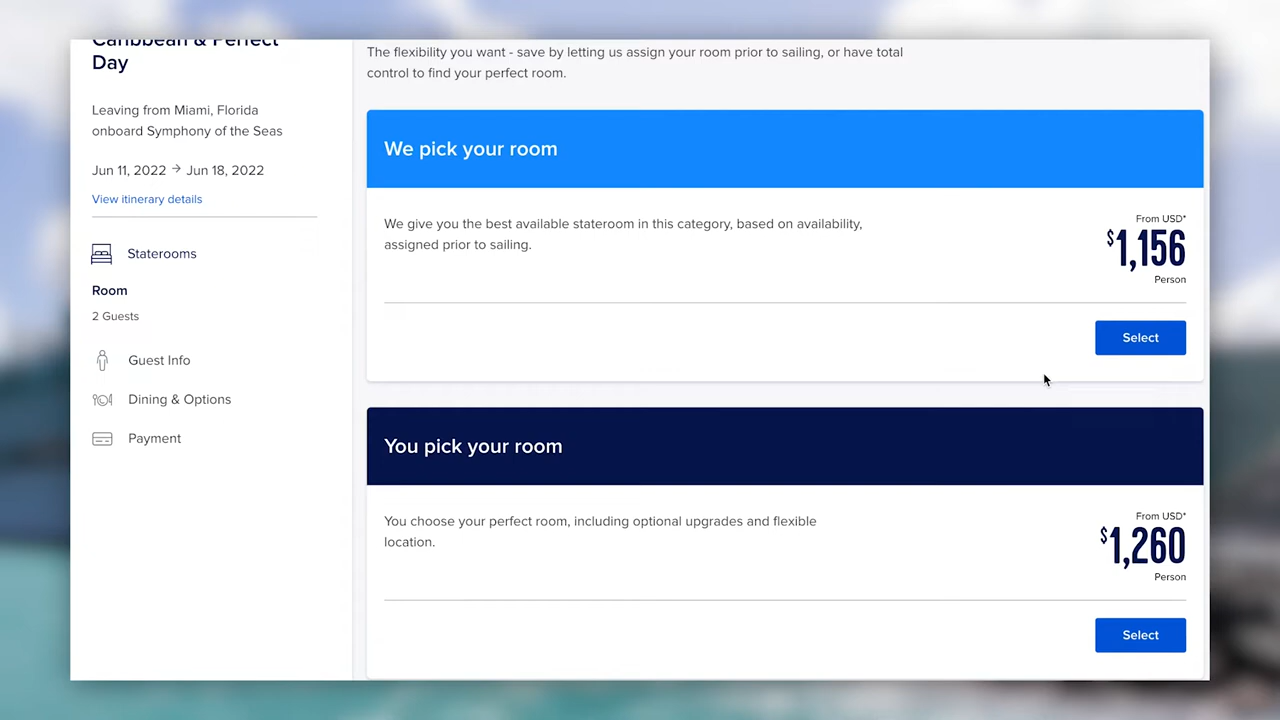 Caribbean & Perfect
Day
Leaving from Miami, Florida
onboard Symphony of the Seas
Jun 11, 2022 → Jun 18, 2022
View itinerary details
Staterooms
Room
2 Guests
Guest Info
Dining & Options
Payment
The flexibility you want - save by letting us assign your room prior to sailing, or have total
control to find your perfect room.
We pick your room
We give you the best available stateroom in this category, based on availability,
assigned prior to sailing.
From USD*
$1,156
Person
Select
You pick your room
You choose your perfect room, including optional upgrades and flexible
location.
From USD*
$1,260
Person
Select